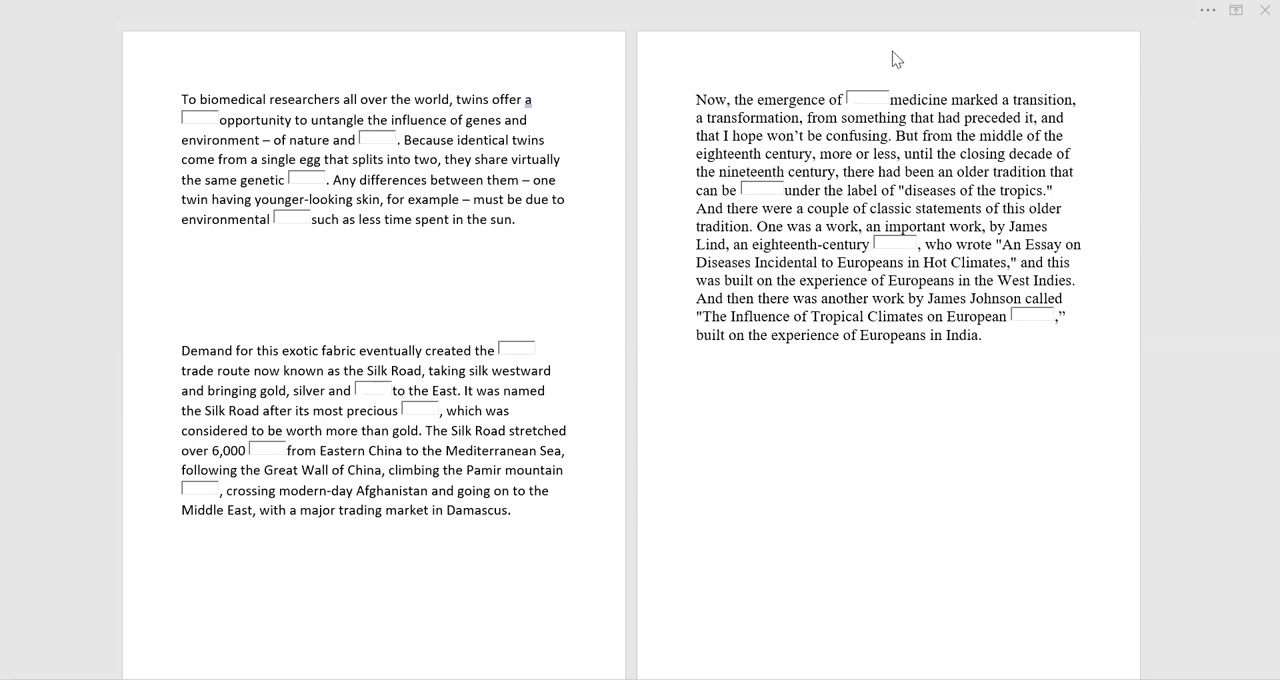 To biomedical researchers all over the world, twins offer a
opportunity to untangle the influence of genes and
environment – of nature and . Because identical twins
come from a single egg that splits into two, they share virtually
the same genetic . Any differences between them – one
twin having younger-looking skin, for example – must be due to
environmental such as less time spent in the sun.
Demand for this exotic fabric eventually created the
trade route now known as the Silk Road, taking silk westward
and bringing gold, silver and to the East. It was named
the Silk Road after its most precious , which was
considered to be worth more than gold. The Silk Road stretched
over 6,000 from Eastern China to the Mediterranean Sea,
following the Great Wall of China, climbing the Pamir mountain
, crossing modern-day Afghanistan and going on to the
Middle East, with a major trading market in Damascus.
Now, the emergence of medicine marked a transition,
a transformation, from something that had preceded it, and
that I hope won't be confusing. But from the middle of the
eighteenth century, more or less, until the closing decade of
the nineteenth century, there had been an older tradition that
can be under the label of "diseases of the tropics."
And there were a couple of classic statements of this older
tradition. One was a work, an important work, by James
Lind, an eighteenth-century , who wrote "An Essay on
Diseases Incidental to Europeans in Hot Climates," and this
was built on the experience of Europeans in the West Indies.
And then there was another work by James Johnson called
"The Influence of Tropical Climates on European ,”
built on the experience of Europeans in India.